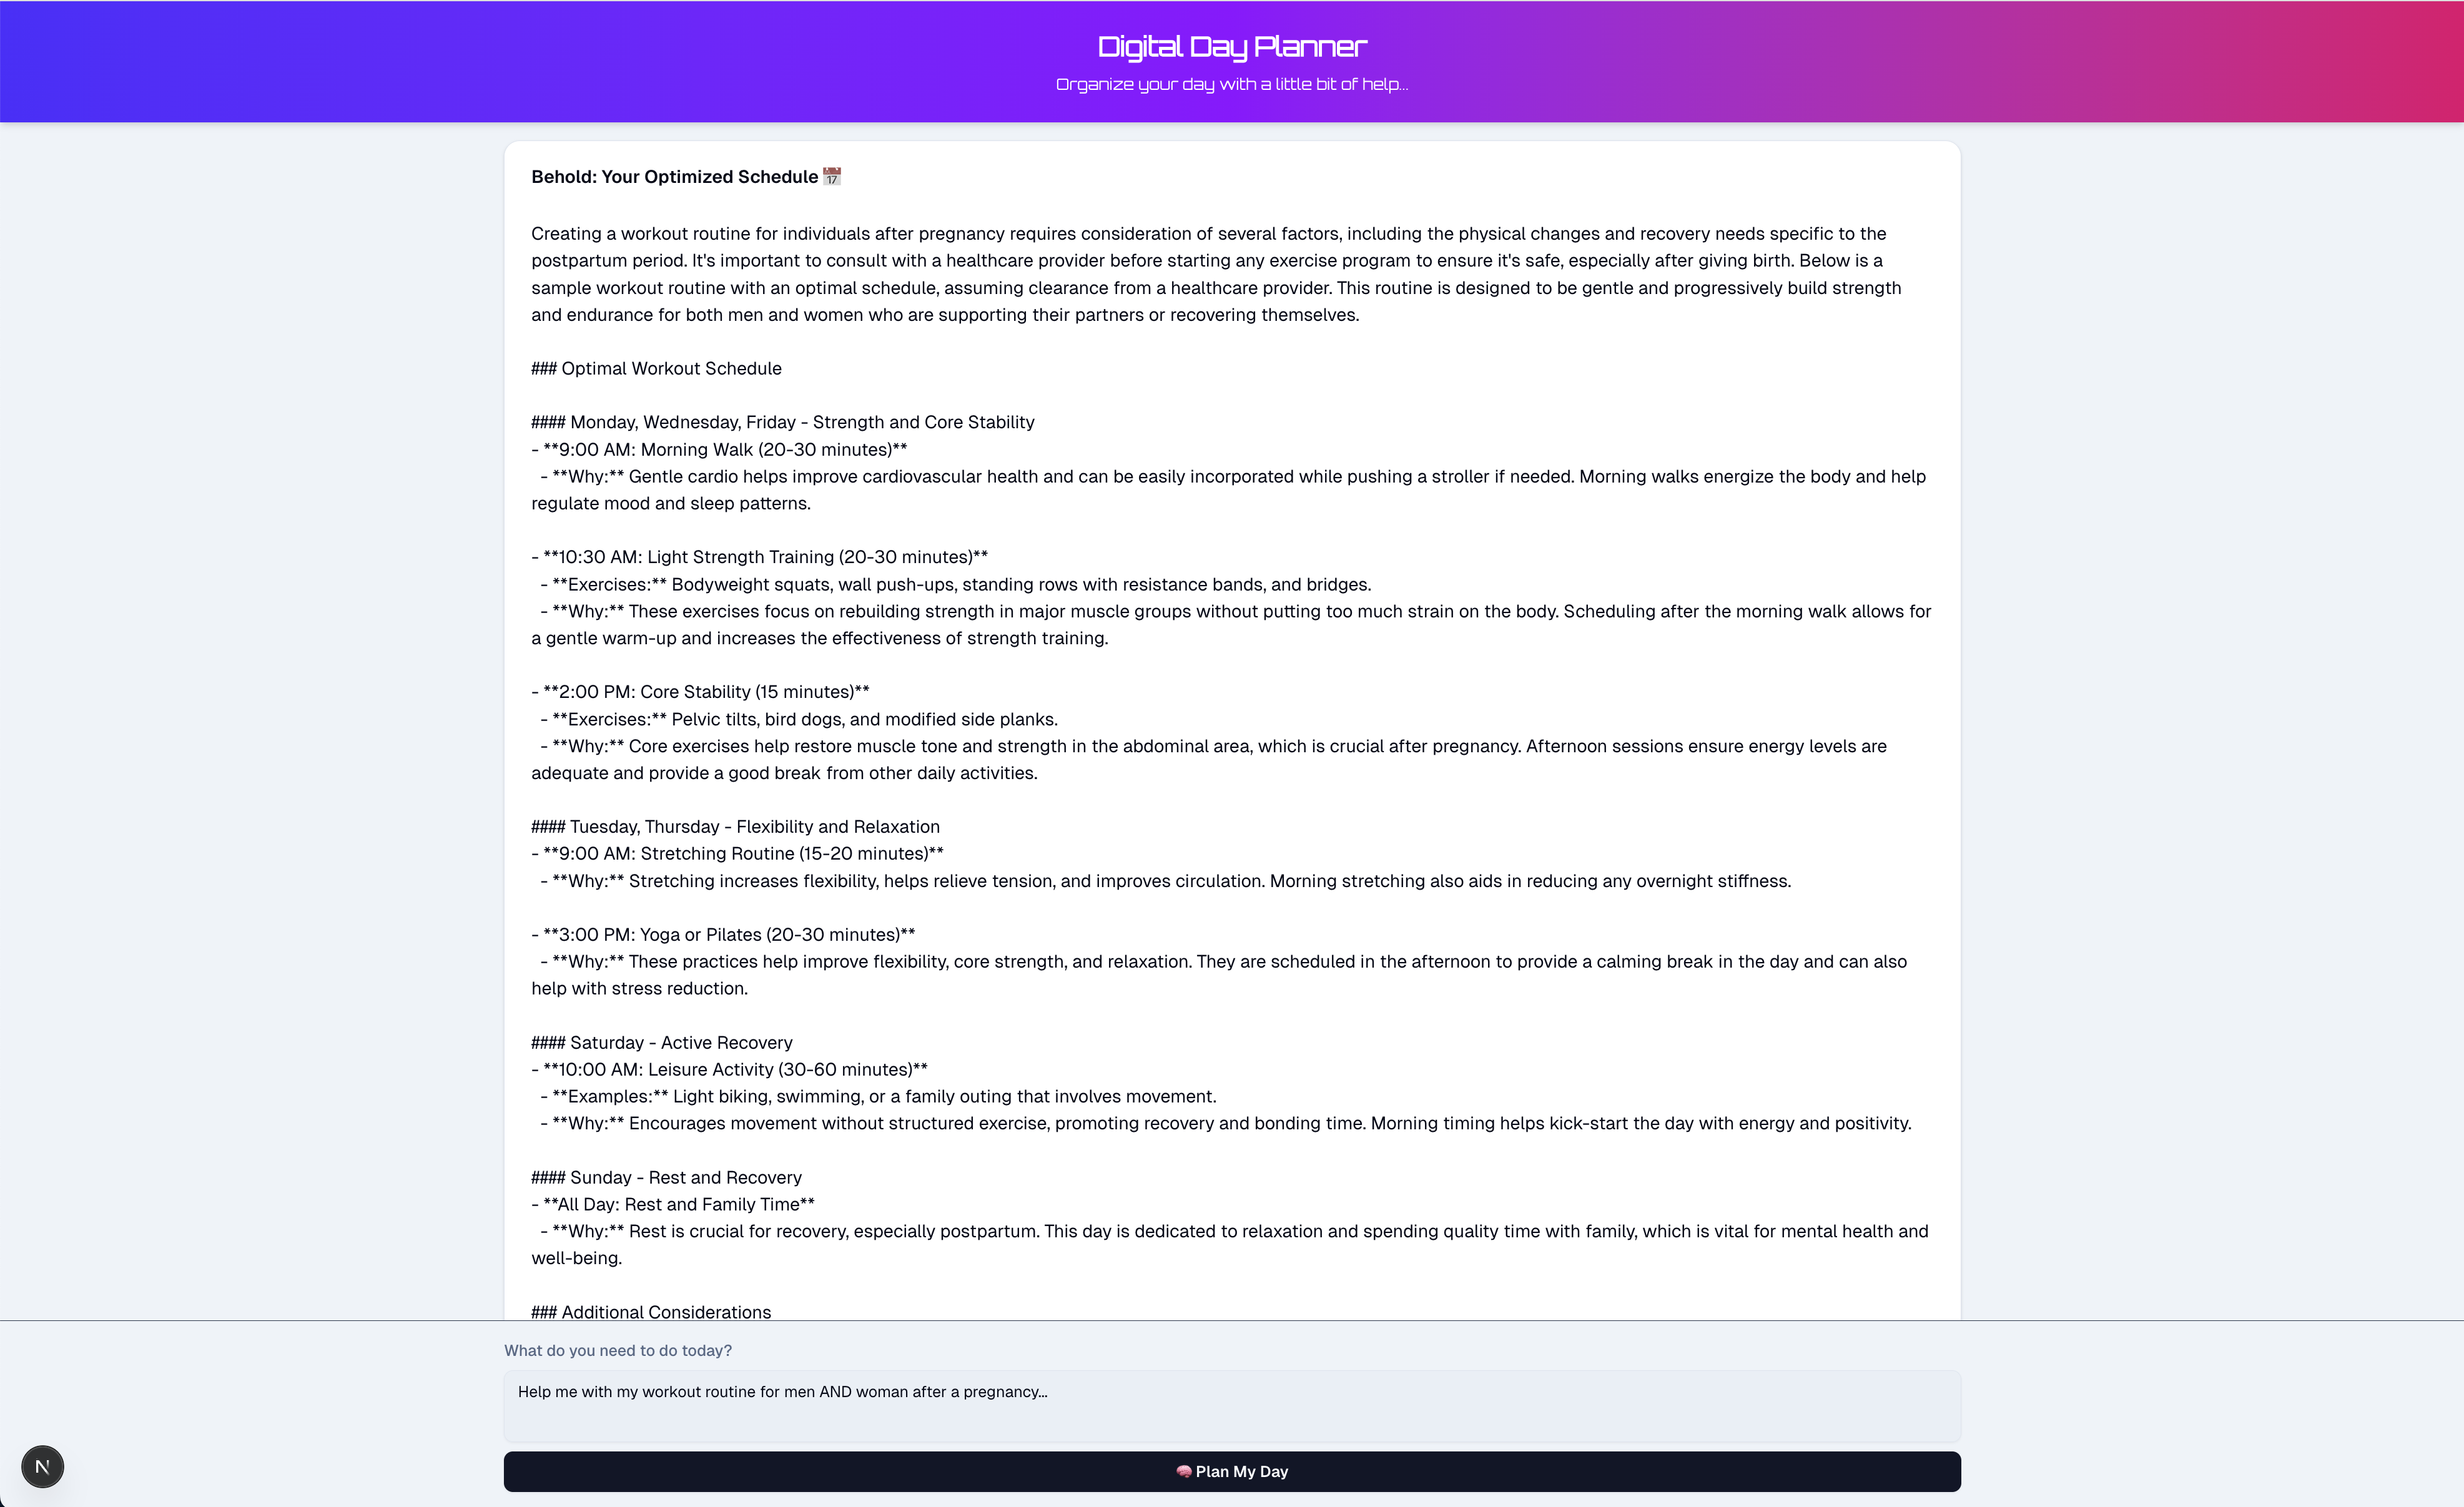 Digital Day Planner
Organize your day with a little bit of help...
Behold: Your Optimized Schedule 📅
Creating a workout routine for individuals after pregnancy requires consideration of several factors, including the physical changes and recovery needs specific to the
postpartum period. It's important to consult with a healthcare provider before starting any exercise program to ensure it's safe, especially after giving birth. Below is a
sample workout routine with an optimal schedule, assuming clearance from a healthcare provider. This routine is designed to be gentle and progressively build strength
and endurance for both men and women who are supporting their partners or recovering themselves.
### Optimal Workout Schedule
#### Monday, Wednesday, Friday - Strength and Core Stability
- **9:00 AM: Morning Walk (20-30 minutes)**
- **Why:** Gentle cardio helps improve cardiovascular health and can be easily incorporated while pushing a stroller if needed. Morning walks energize the body and help
regulate mood and sleep patterns.
- **10:30 AM: Light Strength Training (20-30 minutes)**
- **Exercises:** Bodyweight squats, wall push-ups, standing rows with resistance bands, and bridges.
- **Why:** These exercises focus on rebuilding strength in major muscle groups without putting too much strain on the body. Scheduling after the morning walk allows for
a gentle warm-up and increases the effectiveness of strength training.
- **2:00 PM: Core Stability (15 minutes)**
- **Exercises:** Pelvic tilts, bird dogs, and modified side planks.
- **Why:** Core exercises help restore muscle tone and strength in the abdominal area, which is crucial after pregnancy. Afternoon sessions ensure energy levels are
adequate and provide a good break from other daily activities.
#### Tuesday, Thursday - Flexibility and Relaxation
- **9:00 AM: Stretching Routine (15-20 minutes)**
- **Why:** Stretching increases flexibility, helps relieve tension, and improves circulation. Morning stretching also aids in reducing any overnight stiffness.
- **3:00 PM: Yoga or Pilates (20-30 minutes)**
- **Why:** These practices help improve flexibility, core strength, and relaxation. They are scheduled in the afternoon to provide a calming break in the day and can also
help with stress reduction.
#### Saturday - Active Recovery
- **10:00 AM: Leisure Activity (30-60 minutes)**
- **Examples:** Light biking, swimming, or a family outing that involves movement.
- **Why:** Encourages movement without structured exercise, promoting recovery and bonding time. Morning timing helps kick-start the day with energy and positivity.
#### Sunday - Rest and Recovery
- **All Day: Rest and Family Time**
- **Why:** Rest is crucial for recovery, especially postpartum. This day is dedicated to relaxation and spending quality time with family, which is vital for mental health and
well-being.
### Additional Considerations
What do you need to do today?
Help me with my workout routine for men AND woman after a pregnancy...
N
🧠 Plan My Day